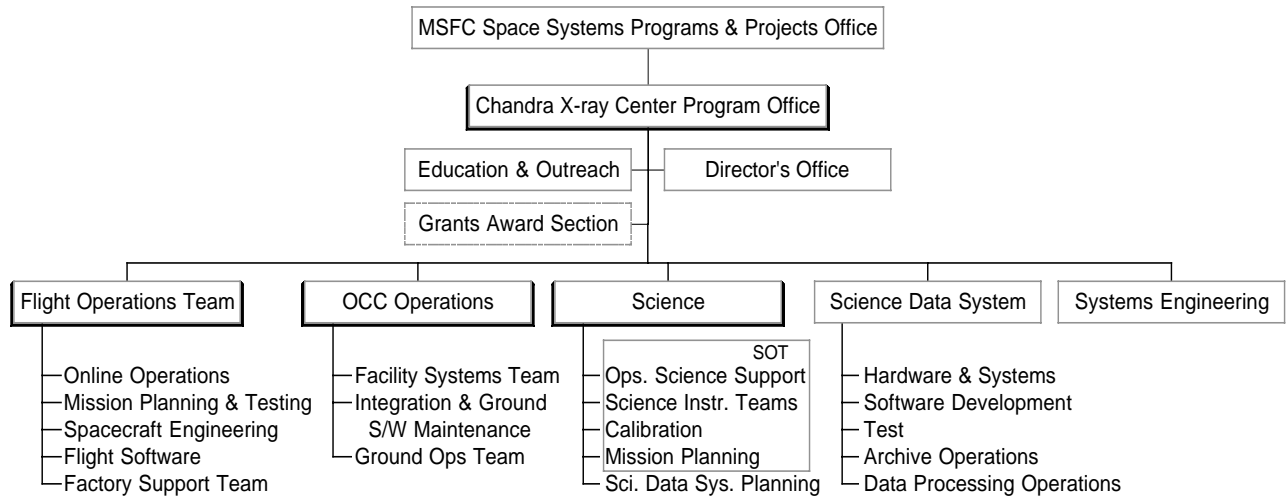 MSFC Space Systems Programs & Projects Office
Chandra X-ray Center Program Office
Education & Outreach
Director's Office
Grants Award Section
Flight Operations Team
OCC Operations
Science
Science Data System
Systems Engineering
Online Operations
Mission Planning & Testing
Spacecraft Engineering
Flight Software
Factory Support Team
Facility Systems Team
Integration & Ground
S/W Maintenance
Ground Ops Team
SOT
Ops. Science Support
Science Instr. Teams
Calibration
Mission Planning
Sci. Data Sys. Planning
Hardware & Systems
Software Development
Test
Archive Operations
Data Processing Operations